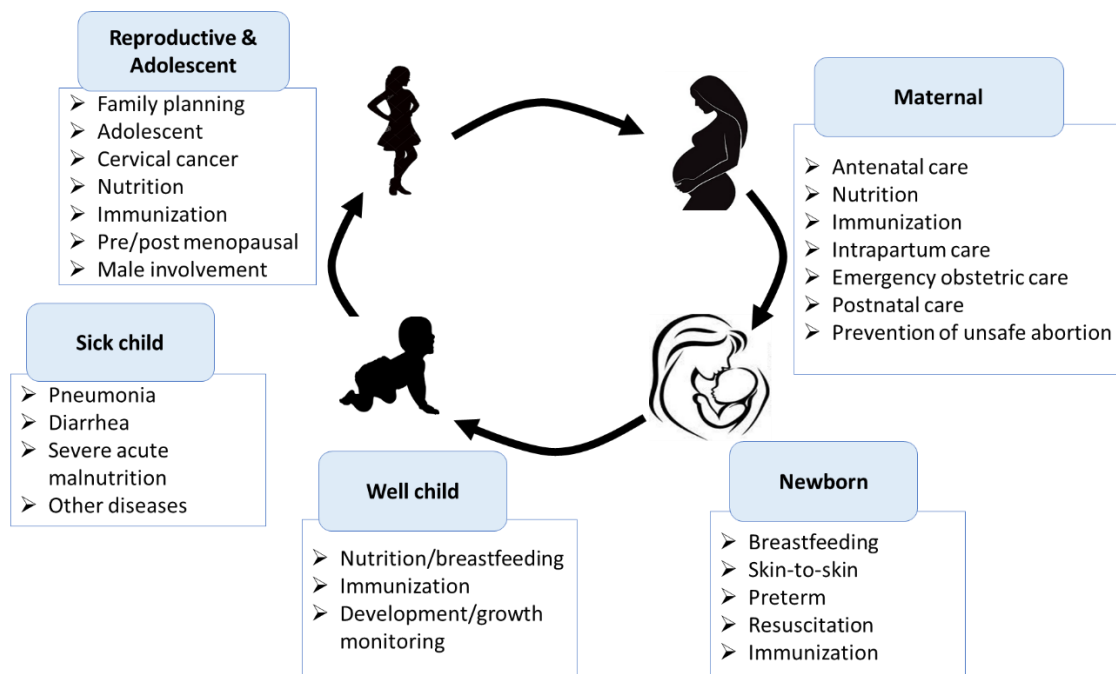 Reproductive &
Adolescent
➢ Family planning
➢ Adolescent
➢ Cervical cancer
➢ Nutrition
➢ Immunization
➢ Pre/post menopausal
➢ Male involvement
Maternal
➢ Antenatal care
➢ Nutrition
➢ Immunization
➢ Intrapartum care
➢ Emergency obstetric care
➢ Postnatal care
➢ Prevention of unsafe abortion
Sick child
➢ Pneumonia
➢ Diarrhea
➢ Severe acute
malnutrition
➢ Other diseases
Well child
➢ Nutrition/breastfeeding
➢ Immunization
➢ Development/growth
monitoring
Newborn
➢ Breastfeeding
➢ Skin-to-skin
➢ Preterm
➢ Resuscitation
➢ Immunization